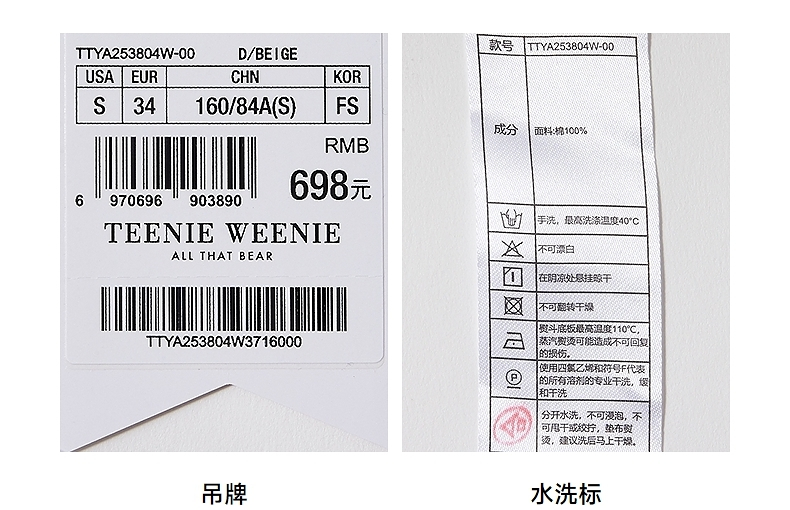 TTYA253804W-00 D/BEIGE
USA EUR CHN KOR
S 34 160/84A(S) FS
RMB
698元
6 970696 903890
TEENIE WEENIE
ALL THAT BEAR
TTYA253804W3716000
吊牌
款号 TTYA253804W-00
成分 面料:棉100%
手洗，最高洗涤温度40°C
不可漂白
在阴凉处悬挂晾干
不可翻转干燥
熨斗底板最高温度110℃,
蒸汽熨烫可能造成不可回复
的损伤。
P
使用四氯乙烯和符号F代表
的所有溶剂的专业干洗，缓
和干洗
分开水洗，不可浸泡，不
可甩干或绞拧，垫布熨
烫，建议洗后马上干燥。
水洗标